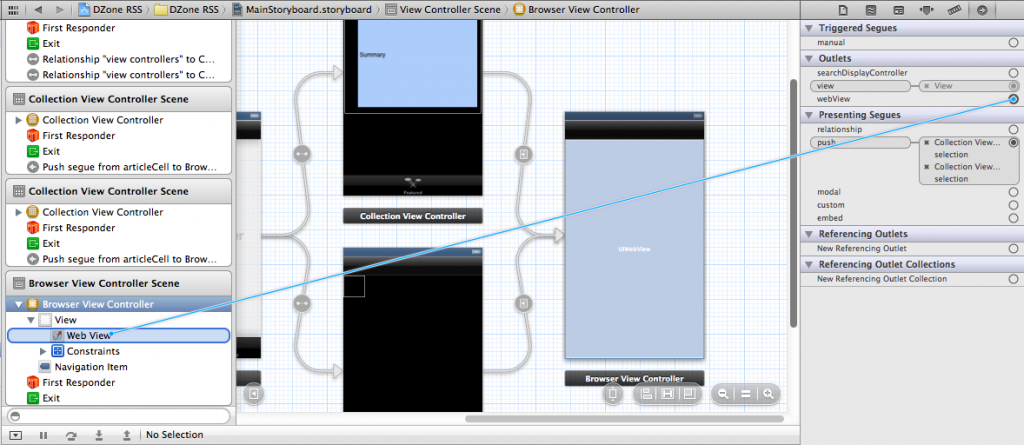 DZone RSS
DZone RSS
MainStoryboard.storyboard
View Controller Scene
Browser View Controller
First Responder
Exit
Relationship "view controllers" to C...
Relationship "view controllers" to C...
Collection View Controller Scene
Collection View Controller
First Responder
Exit
Push segue from articleCell to Brow...
Collection View Controller Scene
Collection View Controller
First Responder
Exit
Push segue from articleCell to Brow...
Browser View Controller Scene
Browser View Controller
View
Web View
Constraints
Navigation Item
First Responder
Exit
No Selection
Summary
Featured
Collection View Controller
UIWebView
Browser View Controller
Triggered Segues
manual
Outlets
searchDisplayController
view
View
webView
Presenting Segues
relationship
push
Collection View...
selection
Collection View...
selection
modal
custom
embed
Referencing Outlets
New Referencing Outlet
Referencing Outlet Collections
New Referencing Outlet Collection